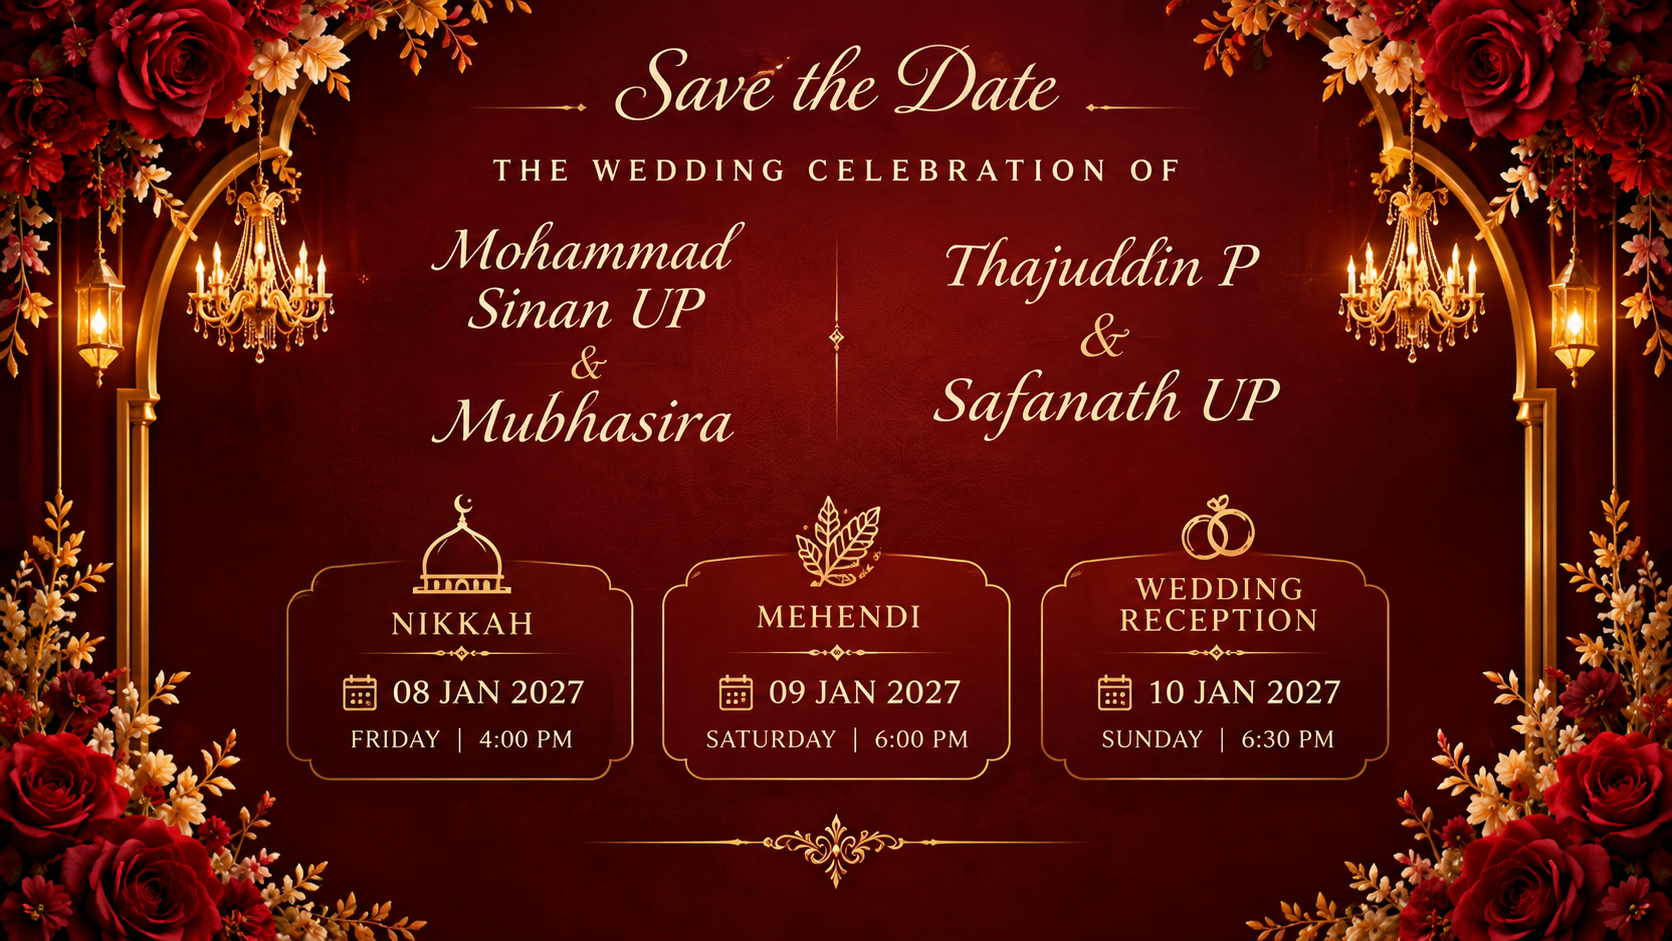 Save the Date
THE WEDDING CELEBRATION OF
Mohammad
Sinan UP
&
Mubhasira
Thajuddin P
&
Safanath UP
NIKKAH
08 JAN 2027
FRIDAY | 4:00 PM
MEHENDI
09 JAN 2027
SATURDAY | 6:00 PM
WEDDING
RECEPTION
10 JAN 2027
SUNDAY | 6:30 PM